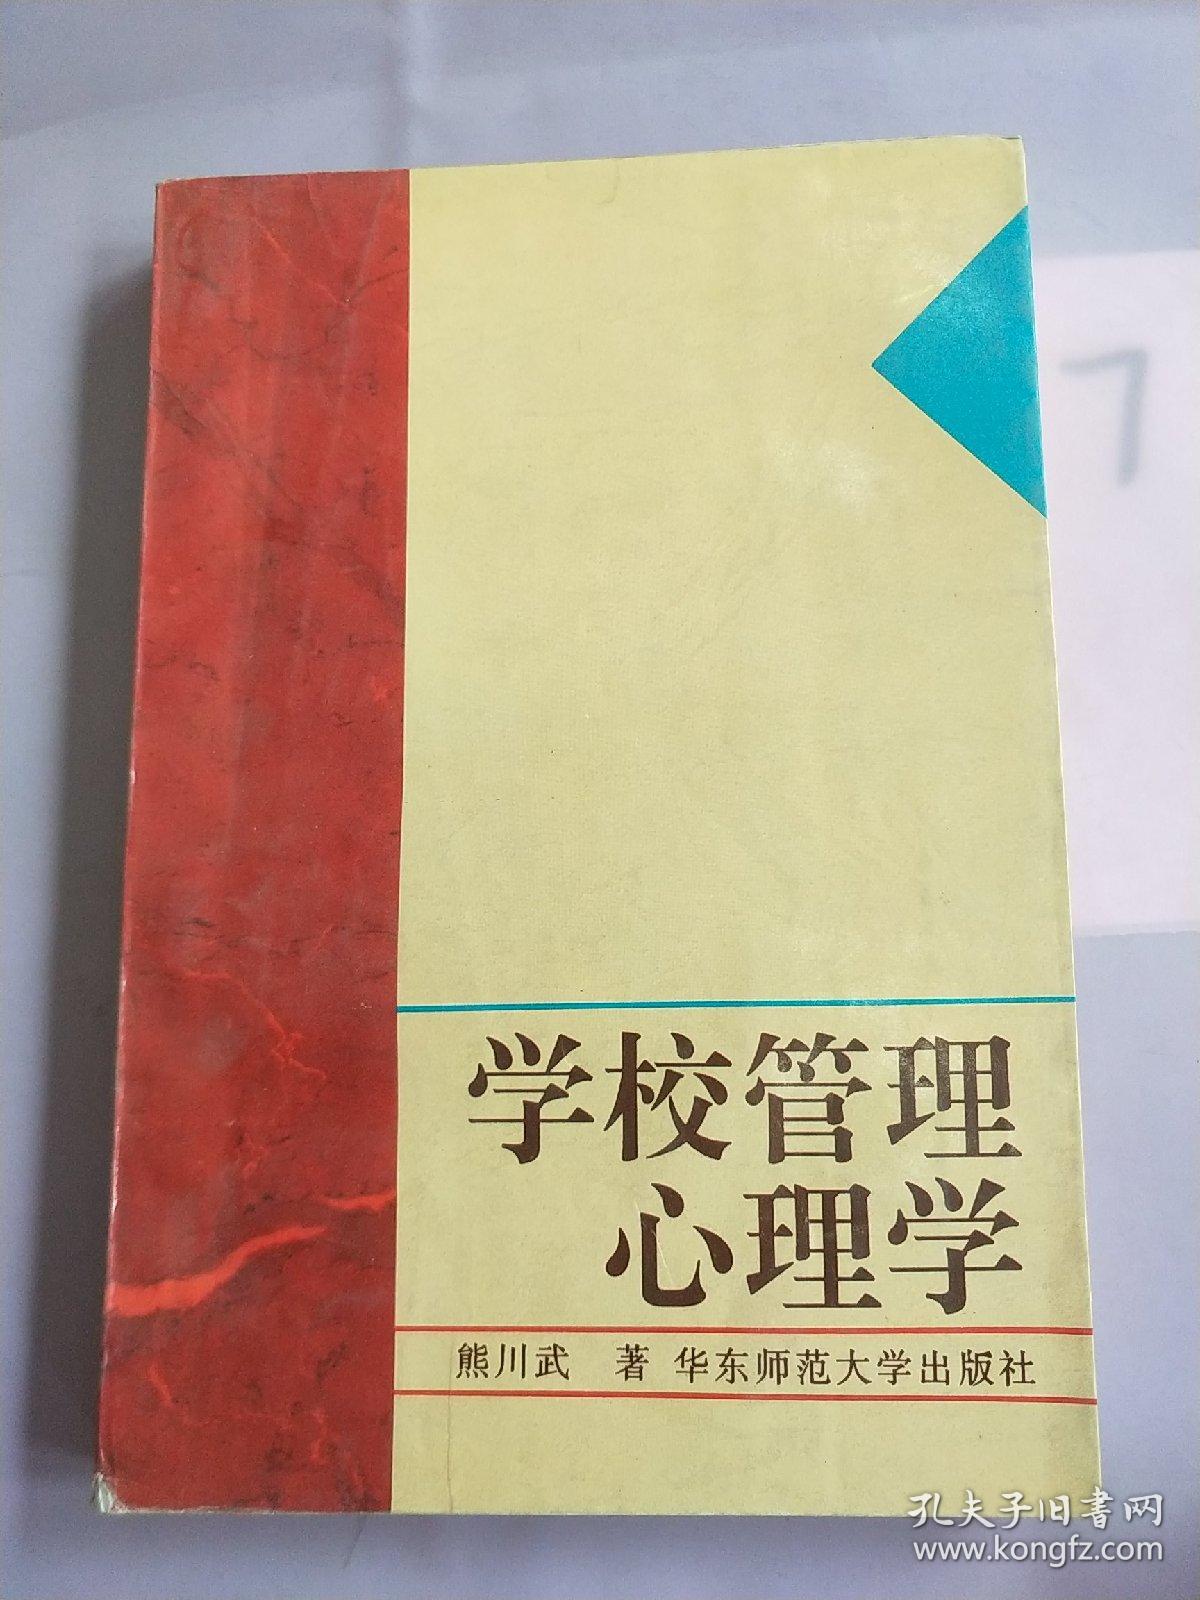 7
学校管理
心理学
熊川武 著 华东师范大学出版社
孔夫子旧书网
www.kongfz.com